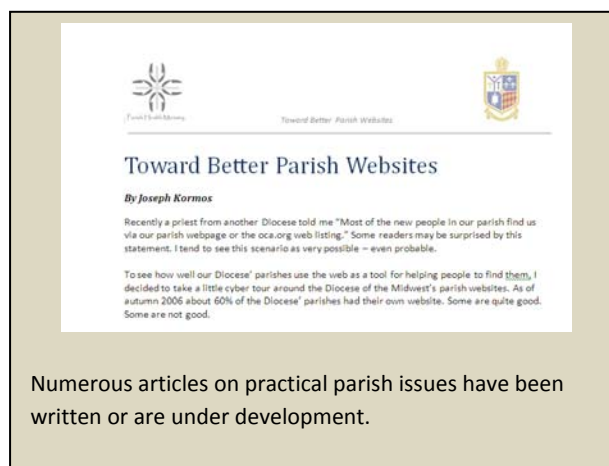 Parish Health Ministry
Toward Better Parish Websites
Toward Better Parish Websites
By Joseph Kormos
Recently a priest from another Diocese told me "Most of the new people in our parish find us
via our parish webpage or the oca.org web listing." Some readers may be surprised by this
statement. I tend to see this scenario as very possible – even probable.
To see how well our Diocese' parishes use the web as a tool for helping people to find them, I
decided to take a little cyber tour around the Diocese of the Midwest's parish websites. As of
autumn 2006 about 60% of the Diocese' parishes had their own website. Some are quite good.
Some are not good.
Numerous articles on practical parish issues have been
written or are under development.